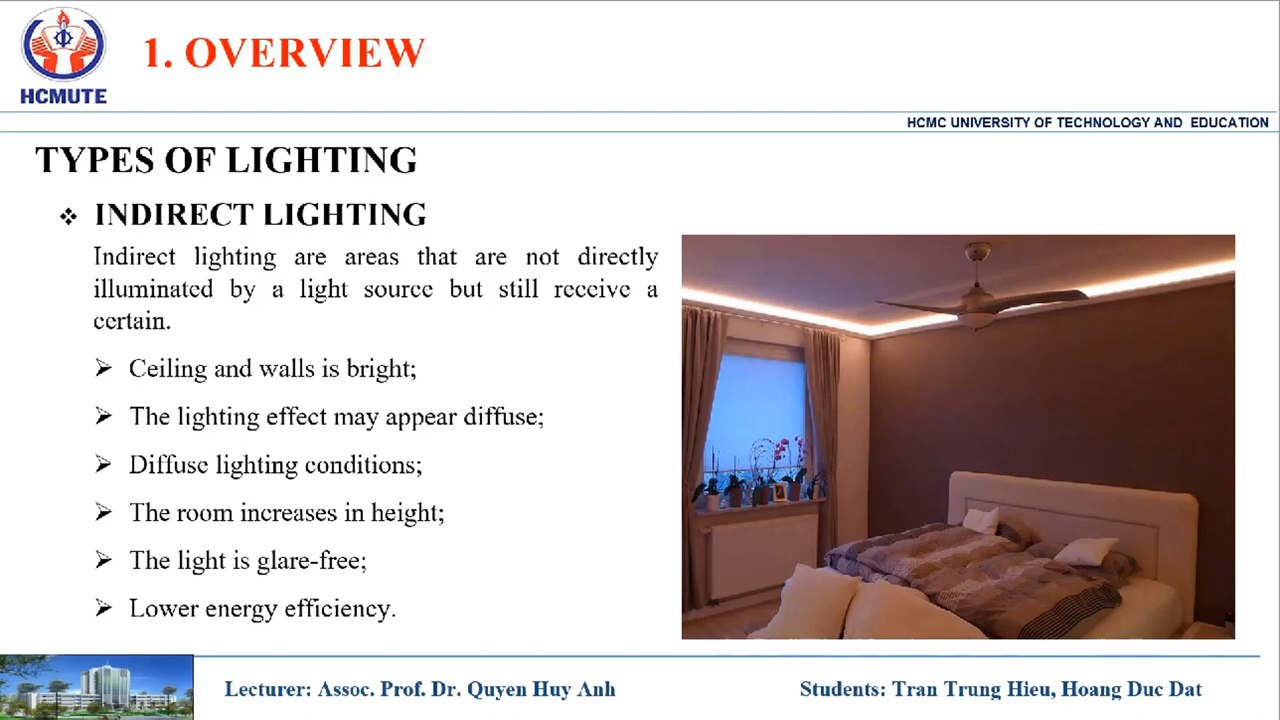 HCMUTE
1. OVERVIEW
HCMC UNIVERSITY OF TECHNOLOGY AND EDUCATION
TYPES OF LIGHTING
❖ INDIRECT LIGHTING
Indirect lighting are areas that are not directly
illuminated by a light source but still receive a
certain.
➢ Ceiling and walls is bright;
➢ The lighting effect may appear diffuse;
➢ Diffuse lighting conditions;
➢ The room increases in height;
➢ The light is glare-free;
➢ Lower energy efficiency.
Lecturer: Assoc. Prof. Dr. Quyen Huy Anh
Students: Tran Trung Hieu, Hoang Duc Dat